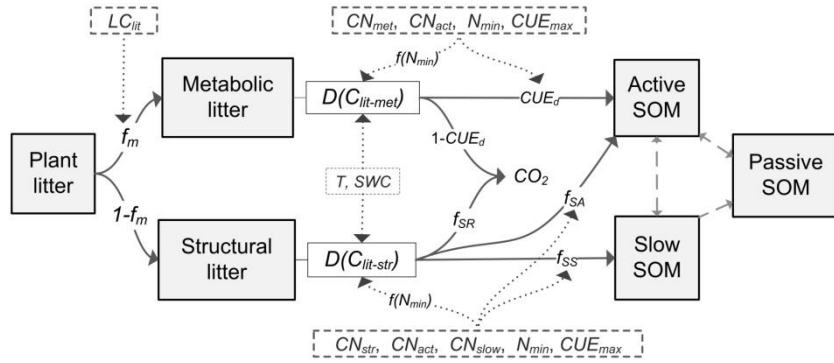 LC_lit
CN_met, CN_act, N_min, CUE_max
f(N_min)
Metabolic
litter
D(C_lit-met)
CUE_d
Active
SOM
f_m
1-CUE_d
Plant
litter
T, SWC
CO₂
Passive
SOM
f_SA
1-f_m
f_SR
Structural
litter
D(C_lit-str)
f_SS
Slow
SOM
f(N_min)
CN_str, CN_act, CN_slow, N_min, CUE_max